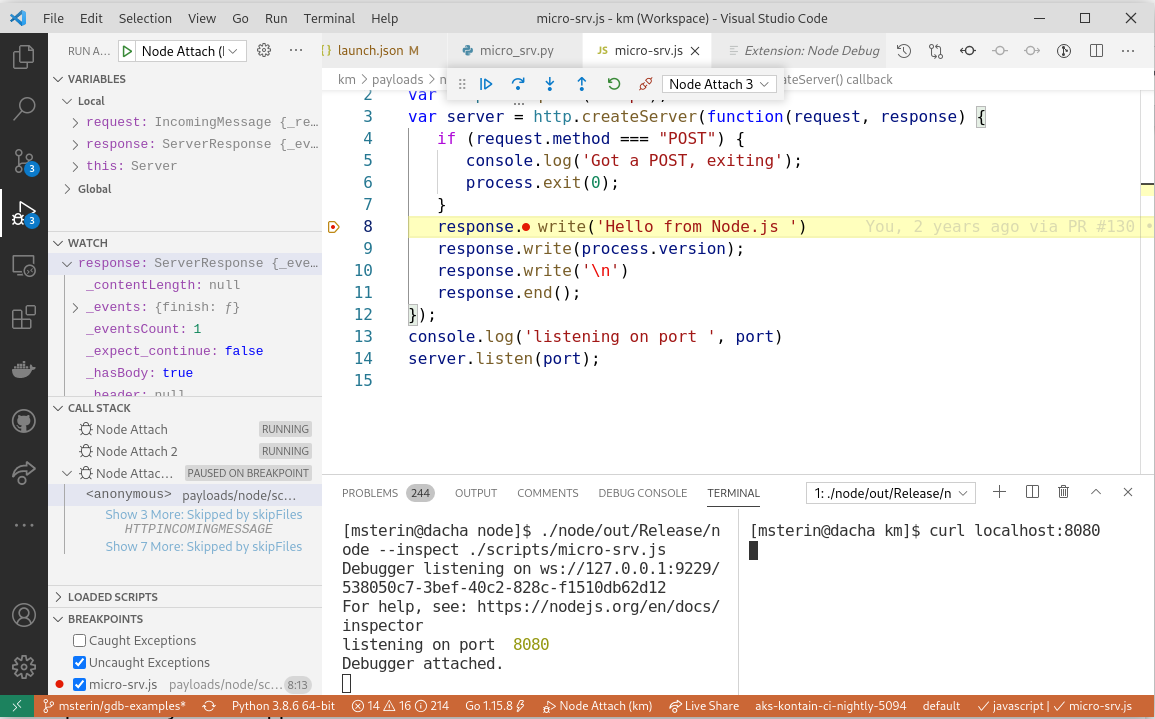 File Edit Selection View Go Run Terminal Help micro-srv.js - km (Workspace) - Visual Studio Code
RUN A... Node Attach (
launch.json M micro_srv.py JS micro-srv.js Extension: Node Debug
km > payloads > n
Node Attach 3
ateServer() callback
VARIABLES
Local
request: IncomingMessage {_re...
response: ServerResponse {_ev...
this: Server
Global
WATCH
response: ServerResponse {_eve...
_contentLength: null
_events: {finish: ƒ}
_eventsCount: 1
_expect_continue: false
_hasBody: true
_header: null
CALL STACK
Node Attach RUNNING
Node Attach 2 RUNNING
Node Attac... PAUSED ON BREAKPOINT
<anonymous> payloads/node/sc...
Show 3 More: Skipped by skipFiles
HTTPINCOMINGMESSAGE
Show 7 More: Skipped by skipFiles
LOADED SCRIPTS
BREAKPOINTS
Caught Exceptions
Uncaught Exceptions
micro-srv.js payloads/node/sc... 8:13
3
3
2 var
3 var server = http.createServer(function(request, response) {
4 if (request.method === "POST") {
5 console.log('Got a POST, exiting');
6 process.exit(0);
7 }
8 response. write('Hello from Node.js ') You, 2 years ago via PR #130 •
9 response.write(process.version);
10 response.write('\n')
11 response.end();
12 });
13 console.log('listening on port ', port)
14 server.listen(port);
15
PROBLEMS 244 OUTPUT COMMENTS DEBUG CONSOLE TERMINAL 1: ./node/out/Release/n
[msterin@dacha node]$ ./node/out/Release/n
ode --inspect ./scripts/micro-srv.js
Debugger listening on ws://127.0.0.1:9229/
538050c7-3bef-40c2-828c-f1510db62d12
For help, see: https://nodejs.org/en/docs/
inspector
listening on port  8080
Debugger attached.
[msterin@dacha km]$ curl localhost:8080
msterin/gdb-examples* Python 3.8.6 64-bit 14 16 214 Go 1.15.8 Node Attach (km) Live Share aks-kontain-ci-nightly-5094 default javascript | micro-srv.js